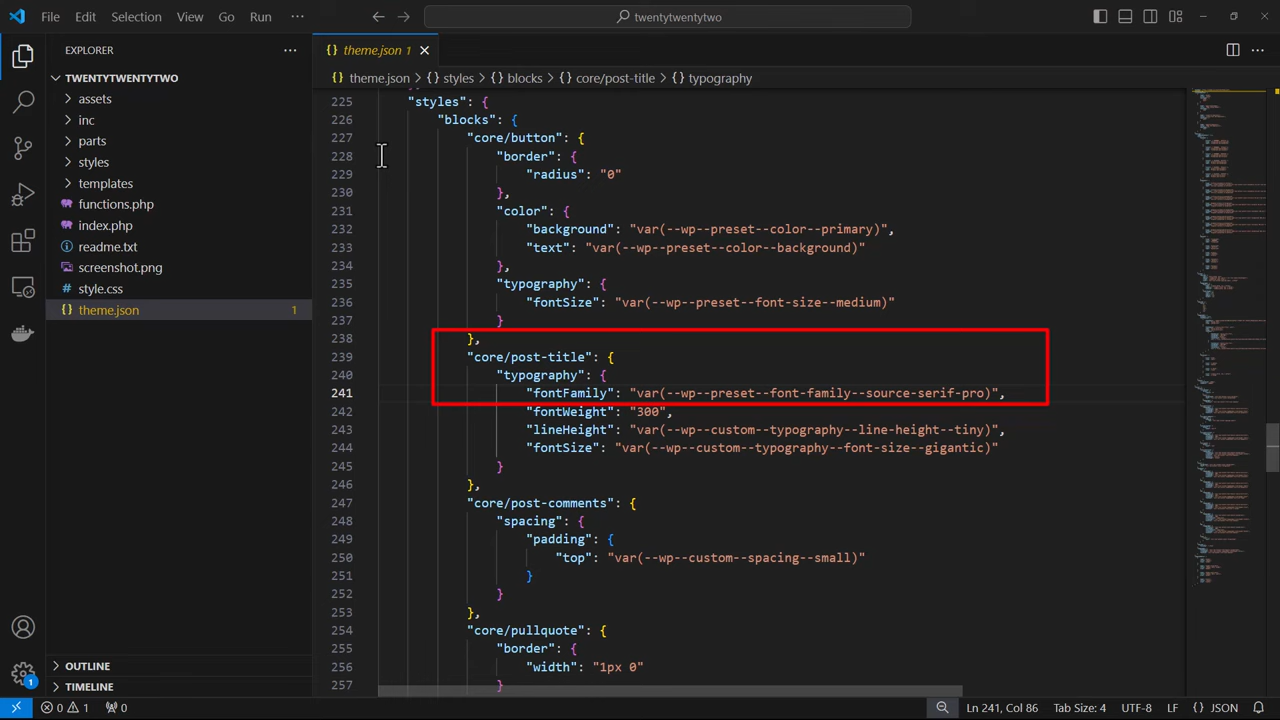 File Edit Selection View Go Run ··· twentytwentytwo
EXPLORER
TWENTYTWENTYTWO
assets
inc
parts
styles
templates
functions.php
index.php
readme.txt
screenshot.png
style.css
{} theme.json 1
OUTLINE
TIMELINE
1
{} theme.json 1
{} theme.json > {} styles > {} blocks > {} core/post-title > {} typography
225 "styles": {
226 "blocks": {
227 "core/button": {
228 "border": {
229 "radius": "0"
230 },
231 "color": {
232 "background": "var(--wp--preset--color--primary)",
233 "text": "var(--wp--preset--color--background)"
234 },
235 "typography": {
236 "fontSize": "var(--wp--preset--font-size--medium)"
237 }
238 },
239 "core/post-title": {
240 "typography": {
241 "fontFamily": "var(--wp--preset--font-family--source-serif-pro)",
242 "fontWeight": "300",
243 "lineHeight": "var(--wp--custom--typography--line-height--tiny)",
244 "fontSize": "var(--wp--custom--typography--font-size--gigantic)"
245 }
246 },
247 "core/post-comments": {
248 "spacing": {
249 "padding": {
250 "top": "var(--wp--custom--spacing--small)"
251 }
252 }
253 },
254 "core/pullquote": {
255 "border": {
256 "width": "1px 0"
257 }
0 1 0 Ln 241, Col 86 Tab Size: 4 UTF-8 LF {} JSON